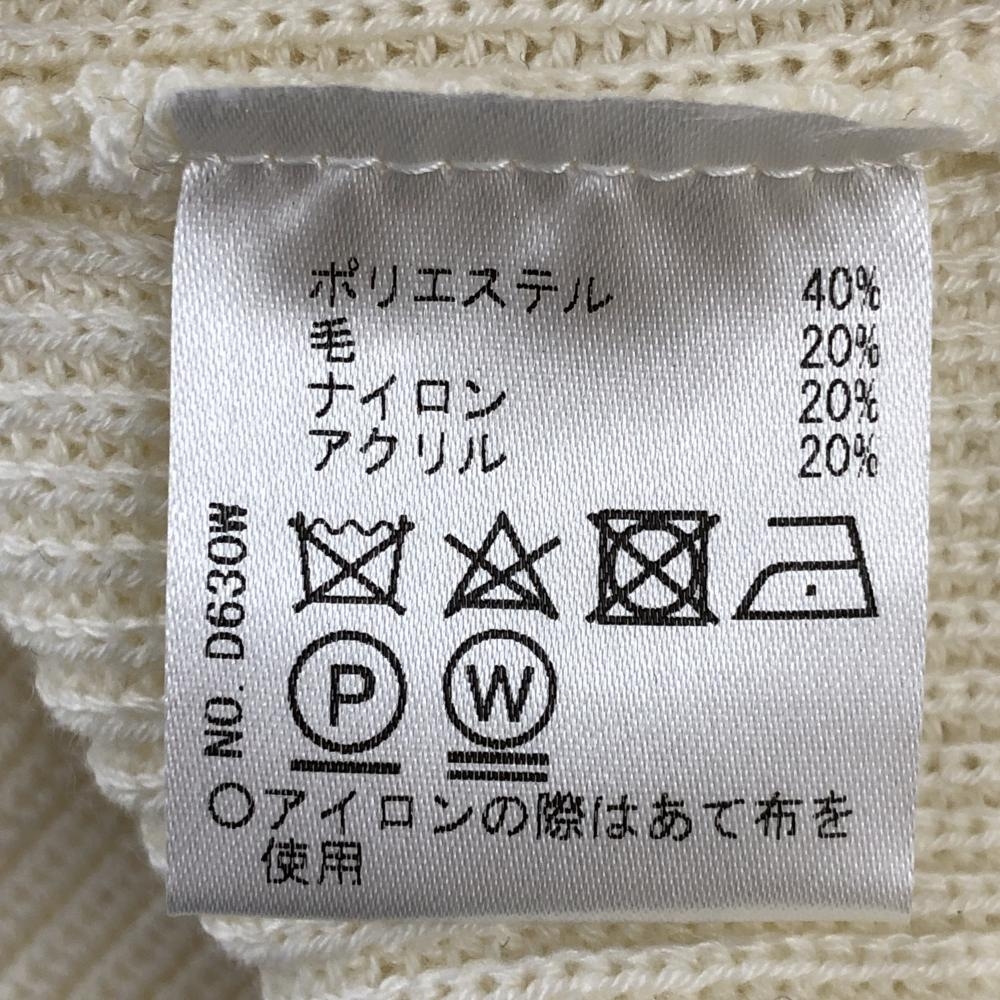 ポリエステル 40%
毛 20%
ナイロン 20%
アクリル 20%
NO. D630W
P W
○アイロンの際はあて布を
使用